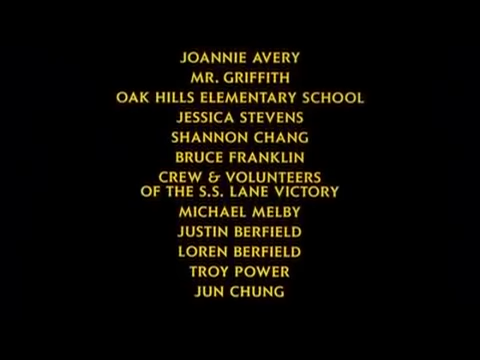 JOANNIE AVERY
MR. GRIFFITH
OAK HILLS ELEMENTARY SCHOOL
JESSICA STEVENS
SHANNON CHANG
BRUCE FRANKLIN
CREW & VOLUNTEERS
OF THE S.S. LANE VICTORY
MICHAEL MELBY
JUSTIN BERFIELD
LOREN BERFIELD
TROY POWER
JUN CHUNG